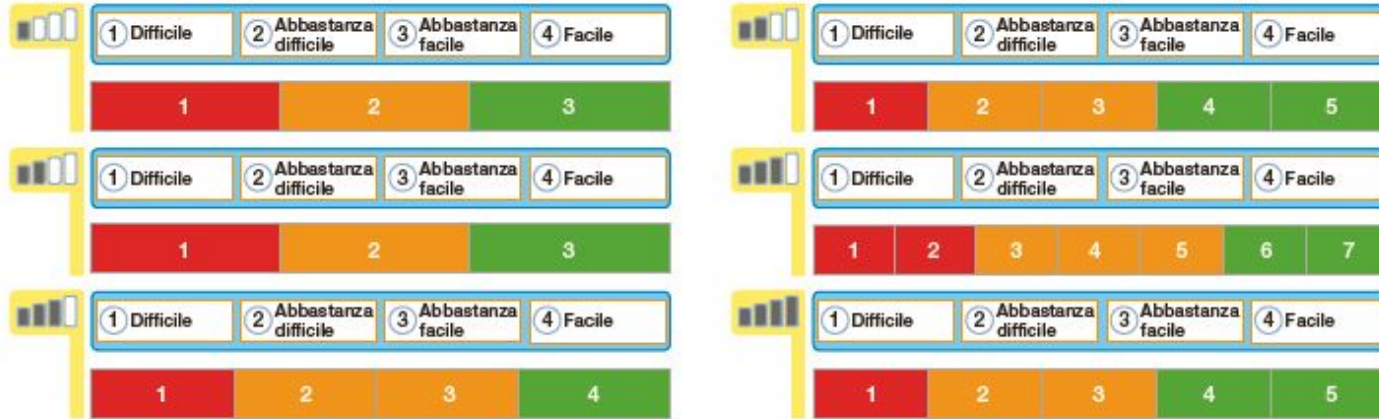 1 Difficile 2 Abbastanza difficile 3 Abbastanza facile 4 Facile
1 2 3
1 Difficile 2 Abbastanza difficile 3 Abbastanza facile 4 Facile
1 2 3
1 Difficile 2 Abbastanza difficile 3 Abbastanza facile 4 Facile
1 2 3 4
1 Difficile 2 Abbastanza difficile 3 Abbastanza facile 4 Facile
1 2 3 4 5
1 Difficile 2 Abbastanza difficile 3 Abbastanza facile 4 Facile
1 2 3 4 5 6 7
1 Difficile 2 Abbastanza difficile 3 Abbastanza facile 4 Facile
1 2 3 4 5